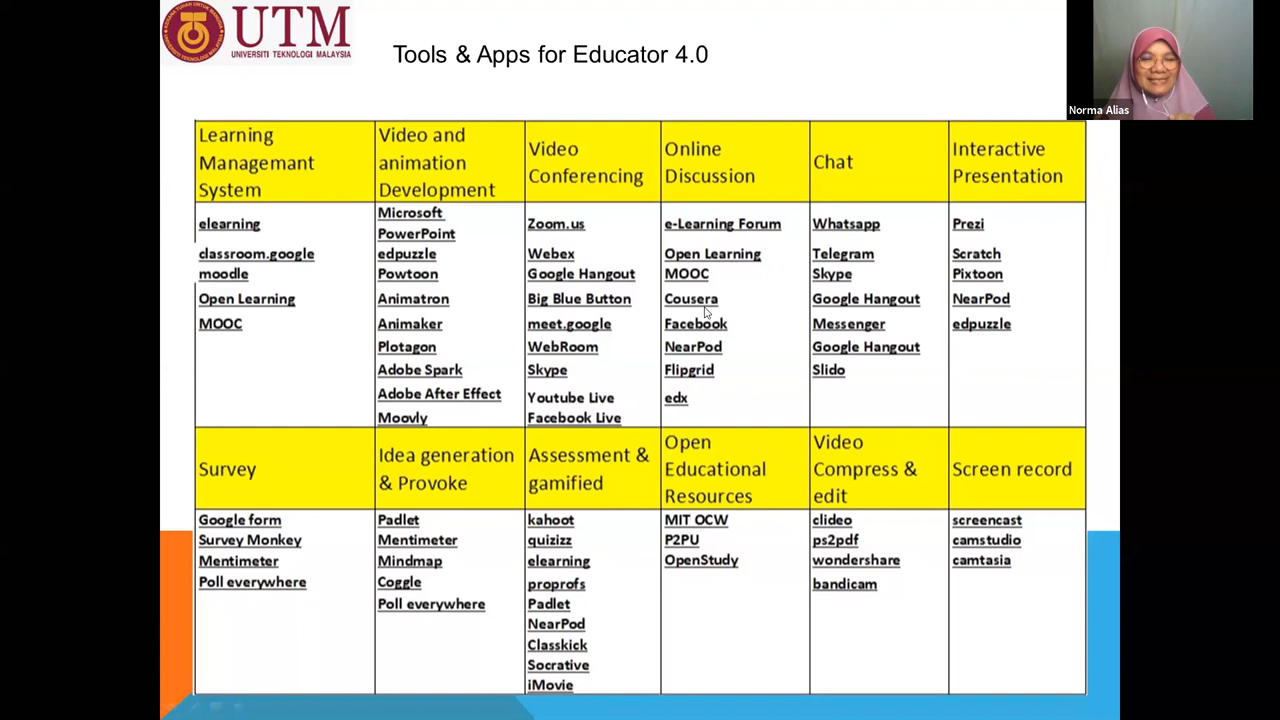 UTM
UNIVERSITI TEKNOLOGI MALAYSIA
Tools & Apps for Educator 4.0
Norma Alias
Learning
Managemant
System
Video and
animation
Development
Video
Conferencing
Online
Discussion
Chat
Interactive
Presentation
elearning
classroom.google
moodle
Open Learning
MOOC
Microsoft
PowerPoint
edpuzzle
Powtoon
Animatron
Animaker
Plotagon
Adobe Spark
Adobe After Effect
Moovly
Zoom.us
Webex
Google Hangout
Big Blue Button
meet.google
WebRoom
Skype
Youtube Live
Facebook Live
e-Learning Forum
Open Learning
MOOC
Cousera
Facebook
NearPod
Flipgrid
edx
Whatsapp
Telegram
Skype
Google Hangout
Messenger
Google Hangout
Slido
Prezi
Scratch
Pixtoon
NearPod
edpuzzle
Survey
Idea generation
& Provoke
Assessment &
gamified
Open
Educational
Resources
Video
Compress &
edit
Screen record
Google form
Survey Monkey
Mentimeter
Poll everywhere
Padlet
Mentimeter
Mindmap
Coggle
Poll everywhere
kahoot
quizizz
elearning
proprofs
Padlet
NearPod
Classkick
Socrative
iMovie
MIT OCW
P2PU
OpenStudy
clideo
ps2pdf
wondershare
bandicam
screencast
camstudio
camtasia